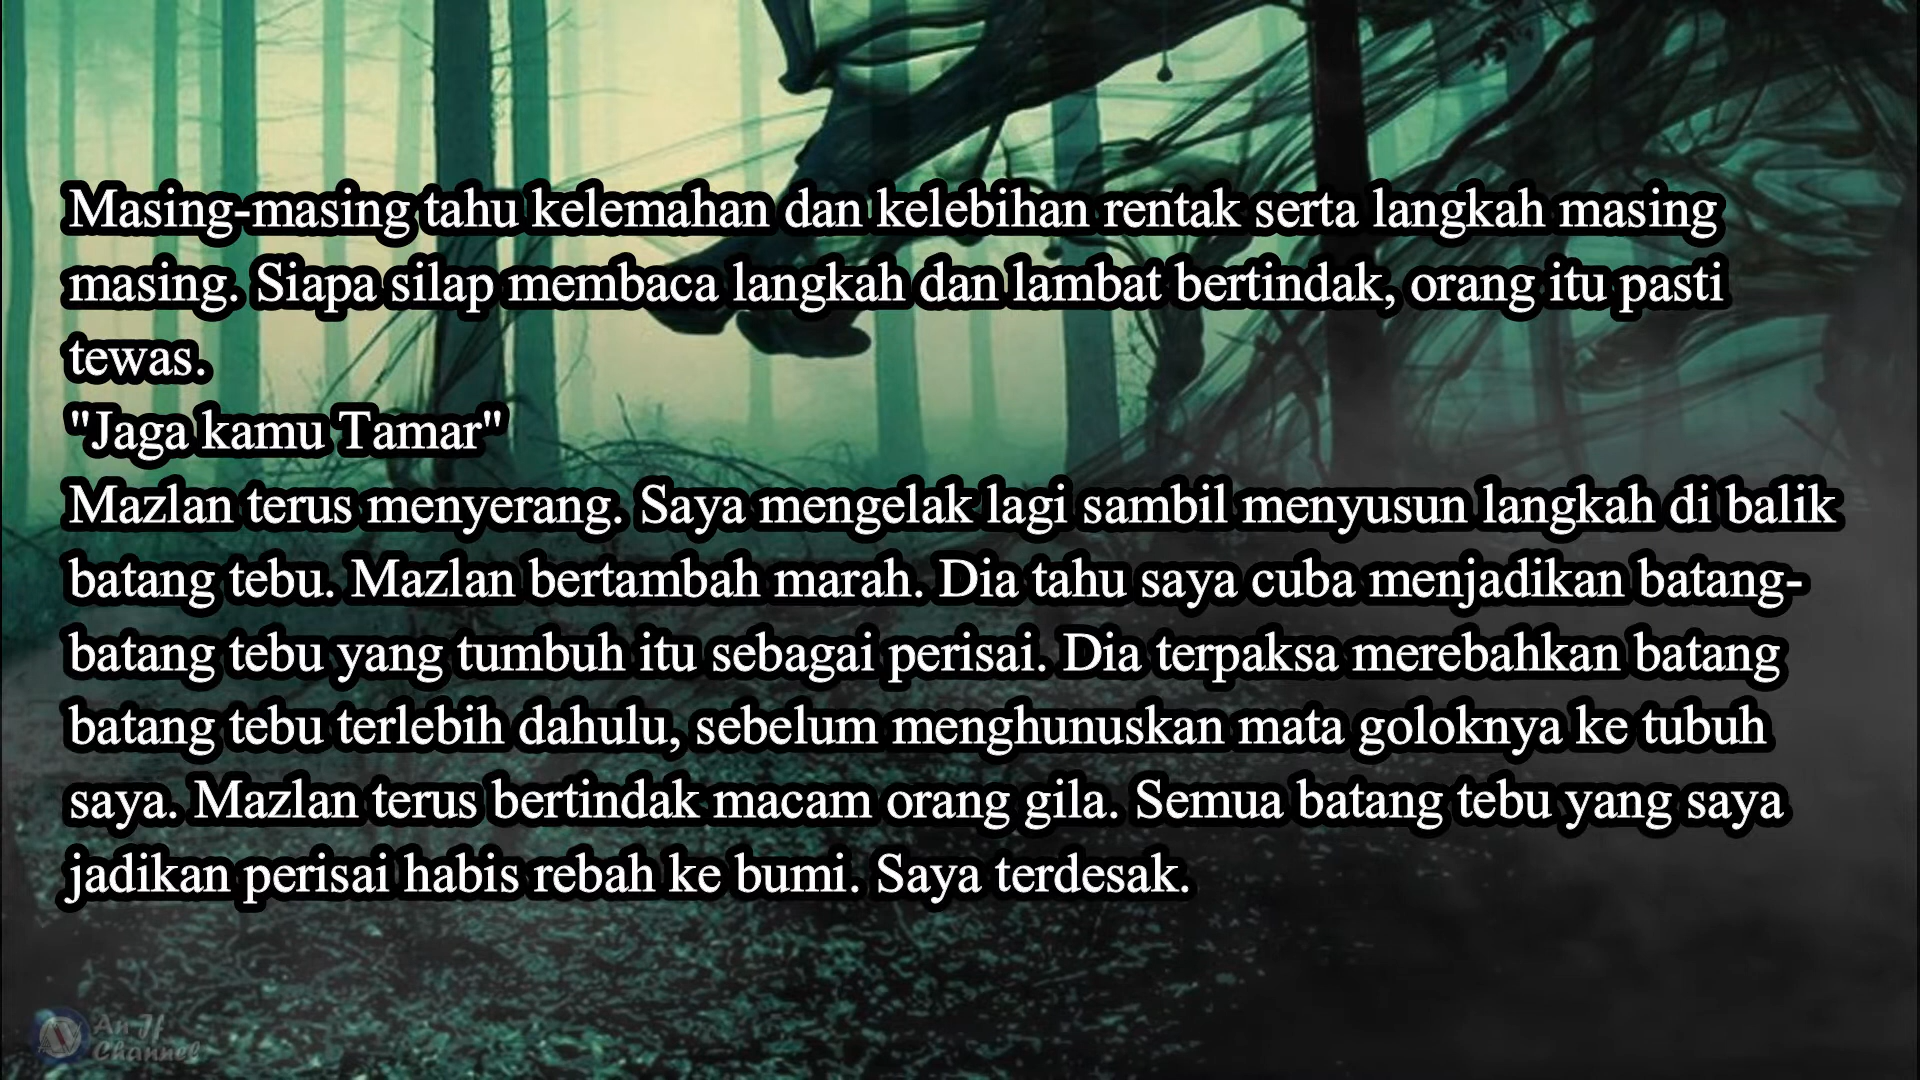 Masing-masing tahu kelemahan dan kelebihan rentak serta langkah masing
masing. Siapa silap membaca langkah dan lambat bertindak, orang itu pasti
tewas.
"Jaga kamu Tamar"
Mazlan terus menyerang. Saya mengelak lagi sambil menyusun langkah di balik
batang tebu. Mazlan bertambah marah. Dia tahu saya cuba menjadikan batang-
batang tebu yang tumbuh itu sebagai perisai. Dia terpaksa merebahkan batang
batang tebu terlebih dahulu, sebelum menghunuskan mata goloknya ke tubuh
saya. Mazlan terus bertindak macam orang gila. Semua batang tebu yang saya
jadikan perisai habis rebah ke bumi. Saya terdesak.
Channel